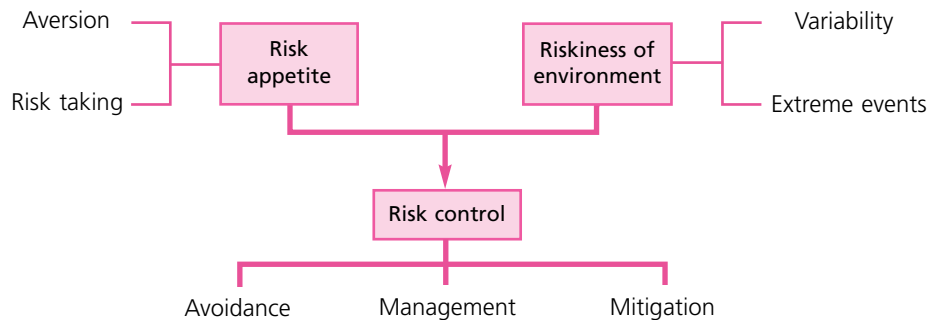 Aversion
Risk taking
Risk
appetite
Riskiness of
environment
Variability
Extreme events
Risk control
Avoidance
Management
Mitigation